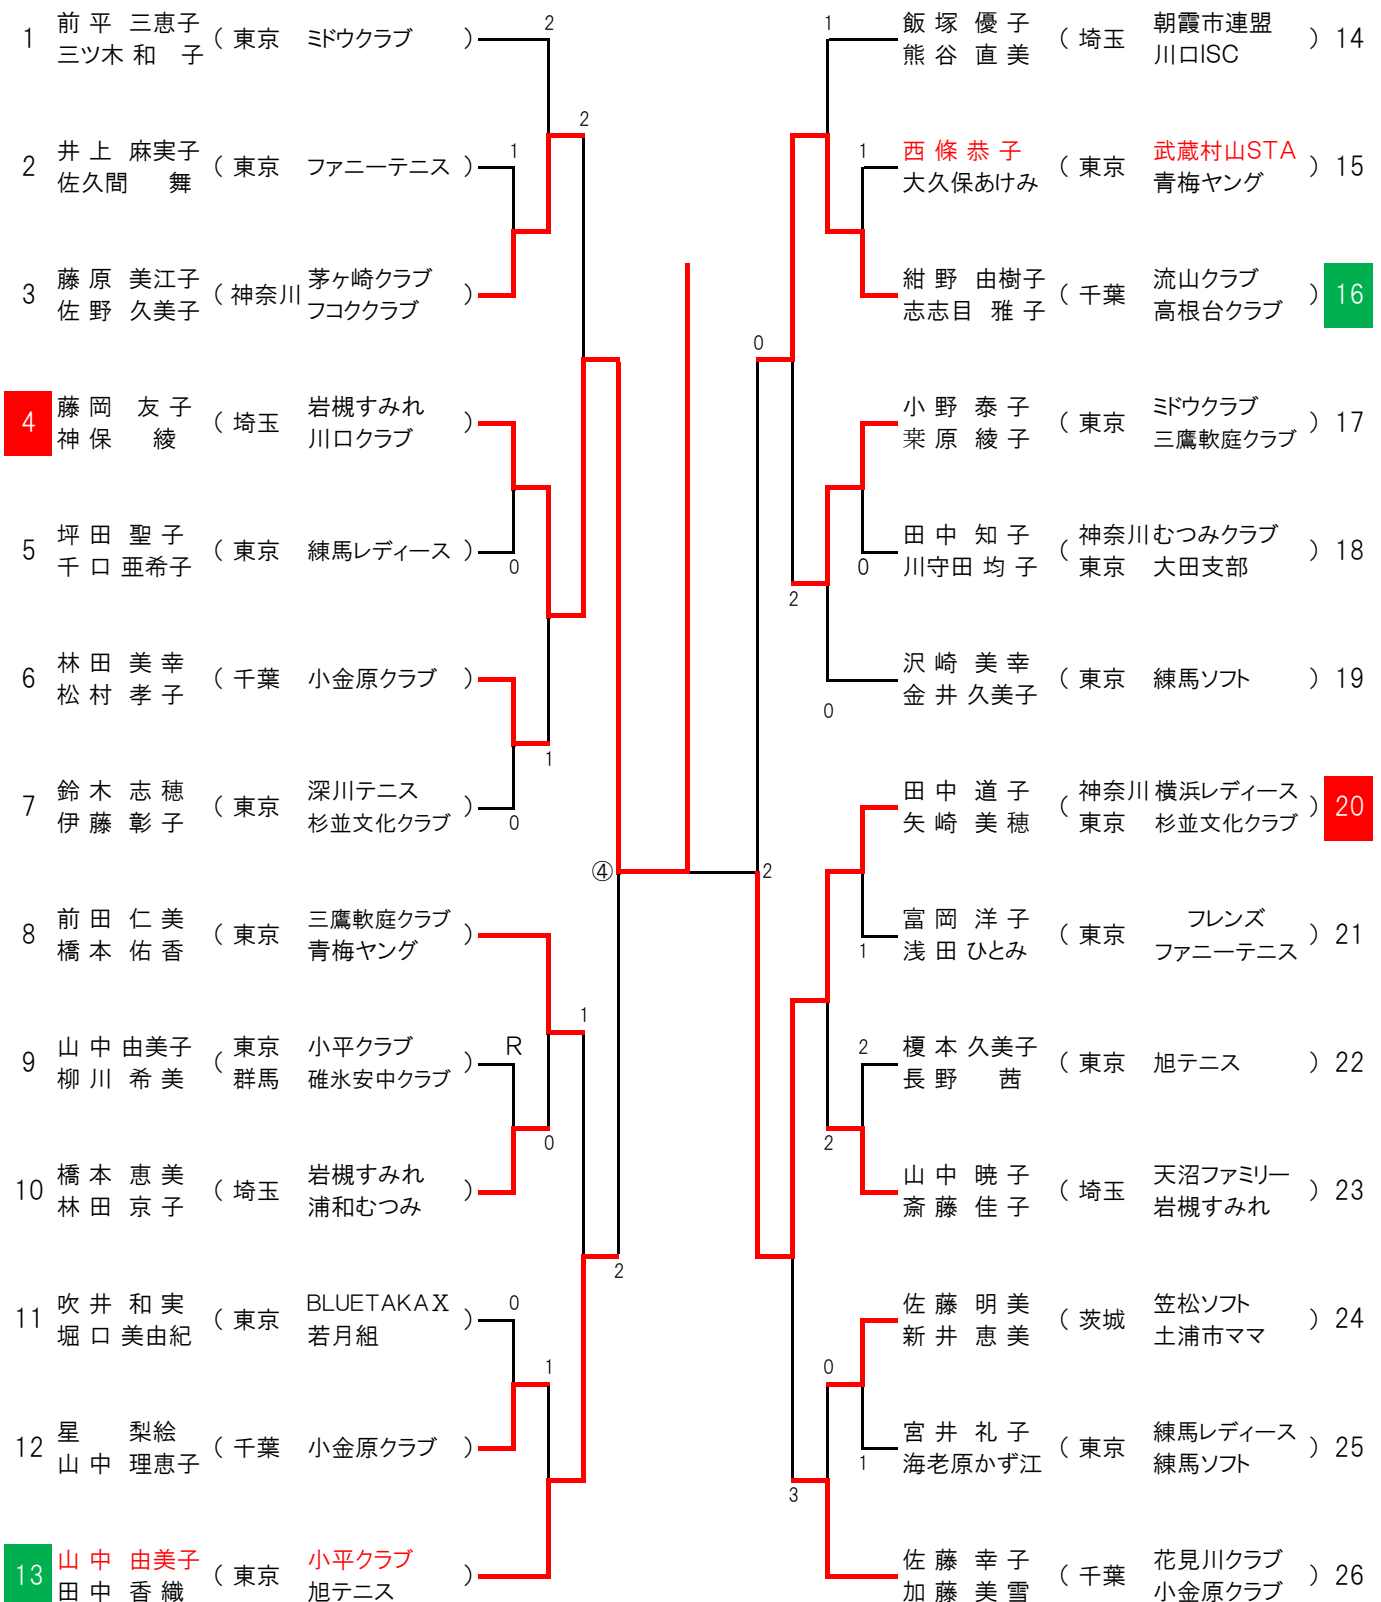 1 前平 三恵子 ( 東京 ミドウクラブ )
三ツ木 和 子
2 井上 麻実子 ( 東京 ファニーテニス )
佐久間 舞
3 藤原 美江子 ( 神奈川 茅ヶ崎クラブ )
佐野 久美子 フコククラブ
4 藤岡 友子 ( 埼玉 岩槻すみれ )
神保 綾 川口クラブ
5 坪田 聖子 ( 東京 練馬レディース )
千口 亜希子
6 林田 美幸 ( 千葉 小金原クラブ )
松村 孝子
7 鈴木 志穂 ( 東京 深川テニス )
伊藤 彰子 杉並文化クラブ
8 前田 仁美 ( 東京 三鷹軟庭クラブ )
橋本 佑香 青梅ヤング
9 山中 由美子 ( 東京 小平クラブ )
柳川 希美 群馬 碓氷安中クラブ
10 橋本 恵美 ( 埼玉 岩槻すみれ )
林田 京子 浦和むつみ
11 吹井 和実 ( 東京 BLUETAKAX )
堀口 美由紀 若月組
12 星 梨絵 ( 千葉 小金原クラブ )
山中 理恵子
13 山中 由美子 ( 東京 小平クラブ )
田中 香織 旭テニス
2
2
1
0
1
0
④
1
R
0
2
0
1
飯塚 優子 ( 埼玉 朝霞市連盟 ) 14
熊谷 直美 川口ISC
西條恭子 ( 東京 武蔵村山STA ) 15
大久保あけみ 青梅ヤング
紺野 由樹子 ( 千葉 流山クラブ ) 16
志志目 雅子 高根台クラブ
小野 泰子 ( 東京 ミドウクラブ ) 17
桒原 綾子 三鷹軟庭クラブ
田中 知子 ( 神奈川 むつみクラブ ) 18
川守田 均子 東京 大田支部
沢崎 美幸 ( 東京 練馬ソフト ) 19
金井 久美子
田中 道子 ( 神奈川 横浜レディース ) 20
矢崎 美穂 東京 杉並文化クラブ
富岡 洋子 ( 東京 フレンズ ) 21
浅田 ひとみ ファニーテニス
榎本 久美子 ( 東京 旭テニス ) 22
長野 茜
山中 暁子 ( 埼玉 天沼ファミリー ) 23
斎藤 佳子 岩槻すみれ
佐藤 明美 ( 茨城 笠松ソフト ) 24
新井 恵美 土浦市ママ
宮井 礼子 ( 東京 練馬レディース ) 25
海老原かず江 練馬ソフト
佐藤 幸子 ( 千葉 花見川クラブ ) 26
加藤 美雪 小金原クラブ
1
1
0
0
2
0
2
1
2
2
0
1
3